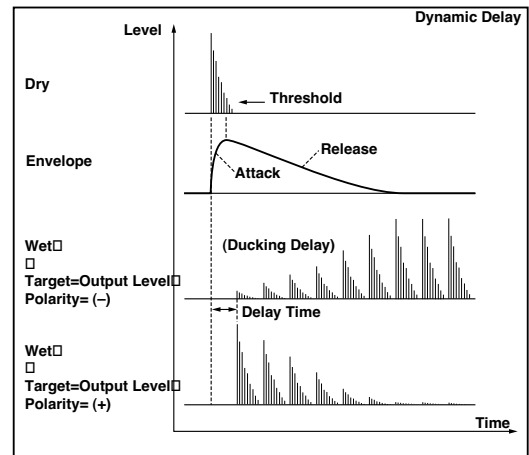 Dynamic Delay
Level
Dry
Threshold
Envelope
Release
Attack
Wet□
□
Target=Output Level□
Polarity= (–)
(Ducking Delay)
Delay Time
Wet□
□
Target=Output Level□
Polarity= (+)
Time